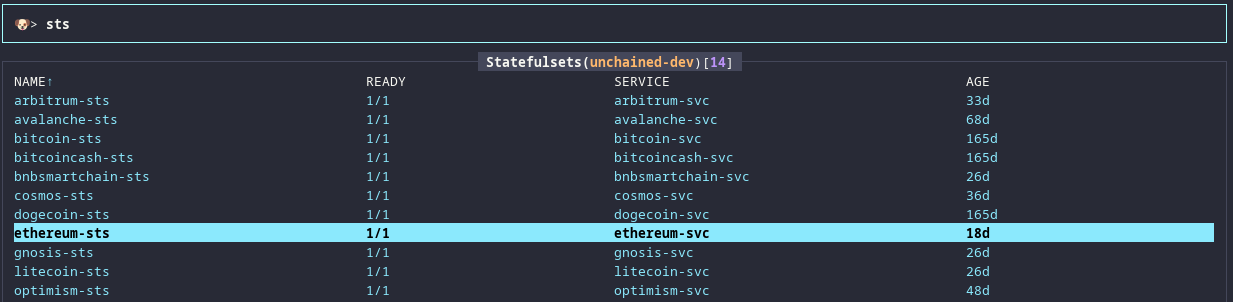 🐶> sts
Statefulsets(unchained-dev)[14]
NAME↑ READY SERVICE AGE
arbitrum-sts 1/1 arbitrum-svc 33d
avalanche-sts 1/1 avalanche-svc 68d
bitcoin-sts 1/1 bitcoin-svc 165d
bitcoincash-sts 1/1 bitcoincash-svc 165d
bnbsmartchain-sts 1/1 bnbsmartchain-svc 26d
cosmos-sts 1/1 cosmos-svc 36d
dogecoin-sts 1/1 dogecoin-svc 165d
ethereum-sts 1/1 ethereum-svc 18d
gnosis-sts 1/1 gnosis-svc 26d
litecoin-sts 1/1 litecoin-svc 26d
optimism-sts 1/1 optimism-svc 48d